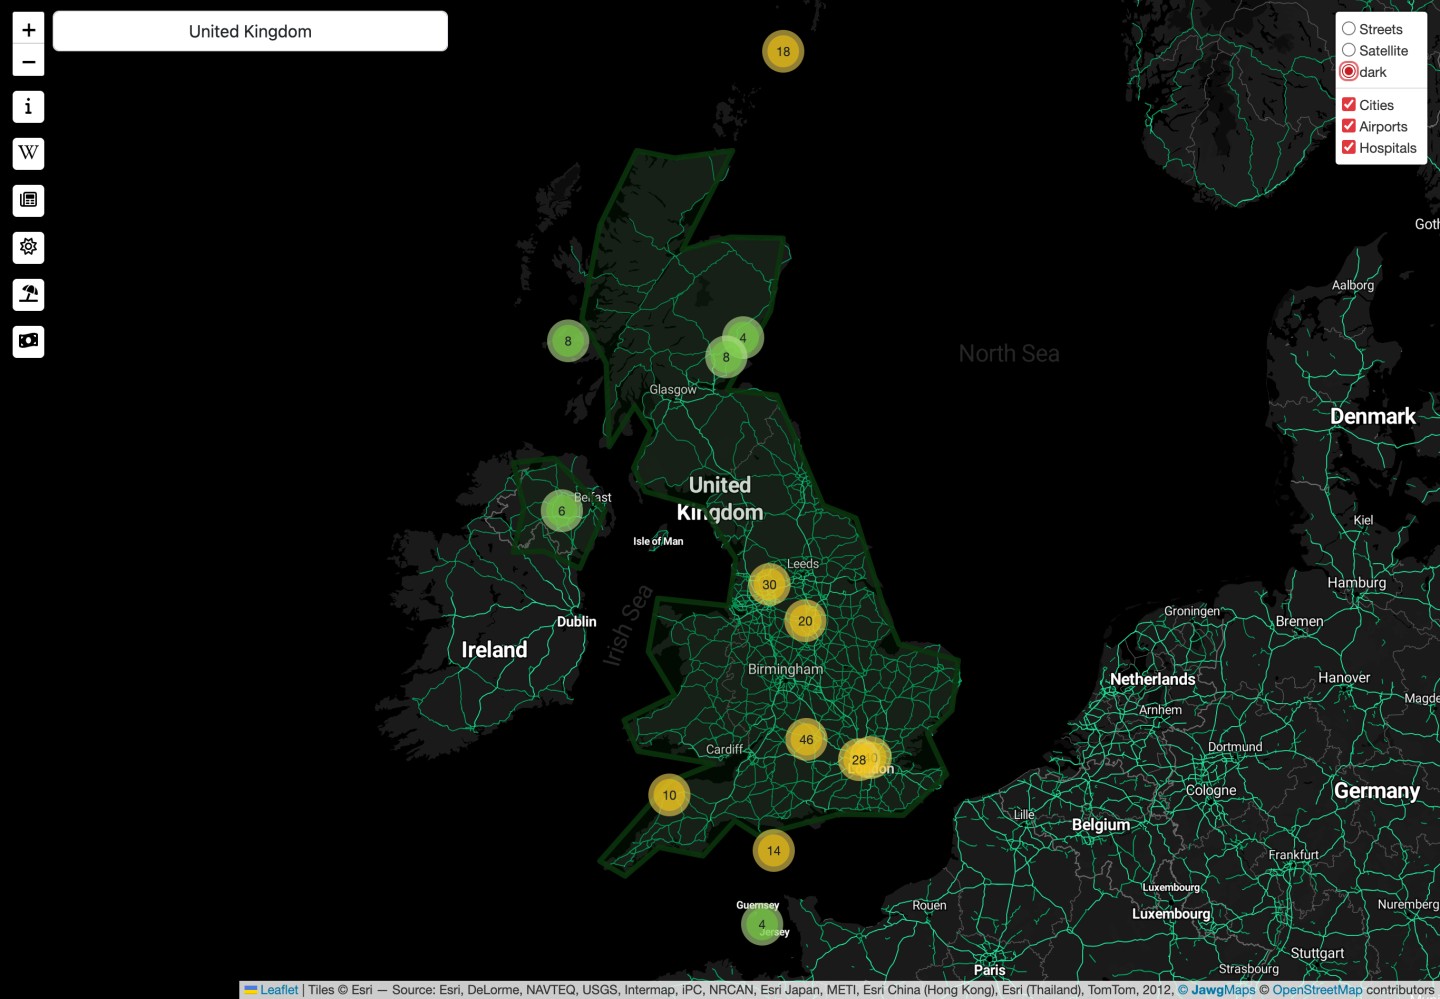 +
United Kingdom
−
i
W
18
Streets
Satellite
dark
Cities
Airports
Hospitals
Goth
Aalborg
8
4
8
North Sea
Glasgow
Denmark
United
Kingdom
Belfast
6
Kiel
Isle of Man
Leeds
30
Hamburg
Groningen
20
Bremen
Dublin
Irish Sea
Ireland
Birmingham
Netherlands
Hanover
Magde
Arnhem
46
Cardiff
Dortmund
28
London
10
Cologne
Germany
Lille
Belgium
14
Frankfurt
Luxembourg
Guernsey
Rouen
Nuremberg
Luxembourg
4
Jersey
Stuttgart
Paris
Strasbourg
Leaflet | Tiles © Esri — Source: Esri, DeLorme, NAVTEQ, USGS, Intermap, iPC, NRCAN, Esri Japan, METI, Esri China (Hong Kong), Esri (Thailand), TomTom, 2012, © JawgMaps © OpenStreetMap contributors